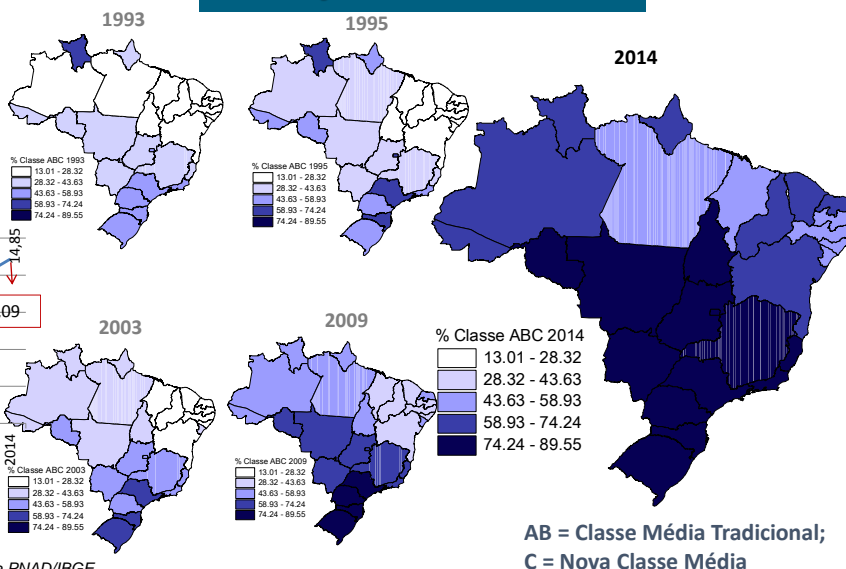 1993
% Classe ABC 1993
13.01 - 28.32
28.32 - 43.63
43.63 - 58.93
58.93 - 74.24
74.24 - 89.55
1995
% Classe ABC 1995
13.01 - 28.32
28.32 - 43.63
43.63 - 58.93
58.93 - 74.24
74.24 - 89.55
2014
% Classe ABC 2014
13.01 - 28.32
28.32 - 43.63
43.63 - 58.93
58.93 - 74.24
74.24 - 89.55
14,85
.09
2014
2003
% Classe ABC 2003
13.01 - 28.32
28.32 - 43.63
43.63 - 58.93
58.93 - 74.24
74.24 - 89.55
2009
% Classe ABC 2009
13.01 - 28.32
28.32 - 43.63
43.63 - 58.93
58.93 - 74.24
74.24 - 89.55
AB = Classe Média Tradicional;
C = Nova Classe Média
PNAD/IBGE